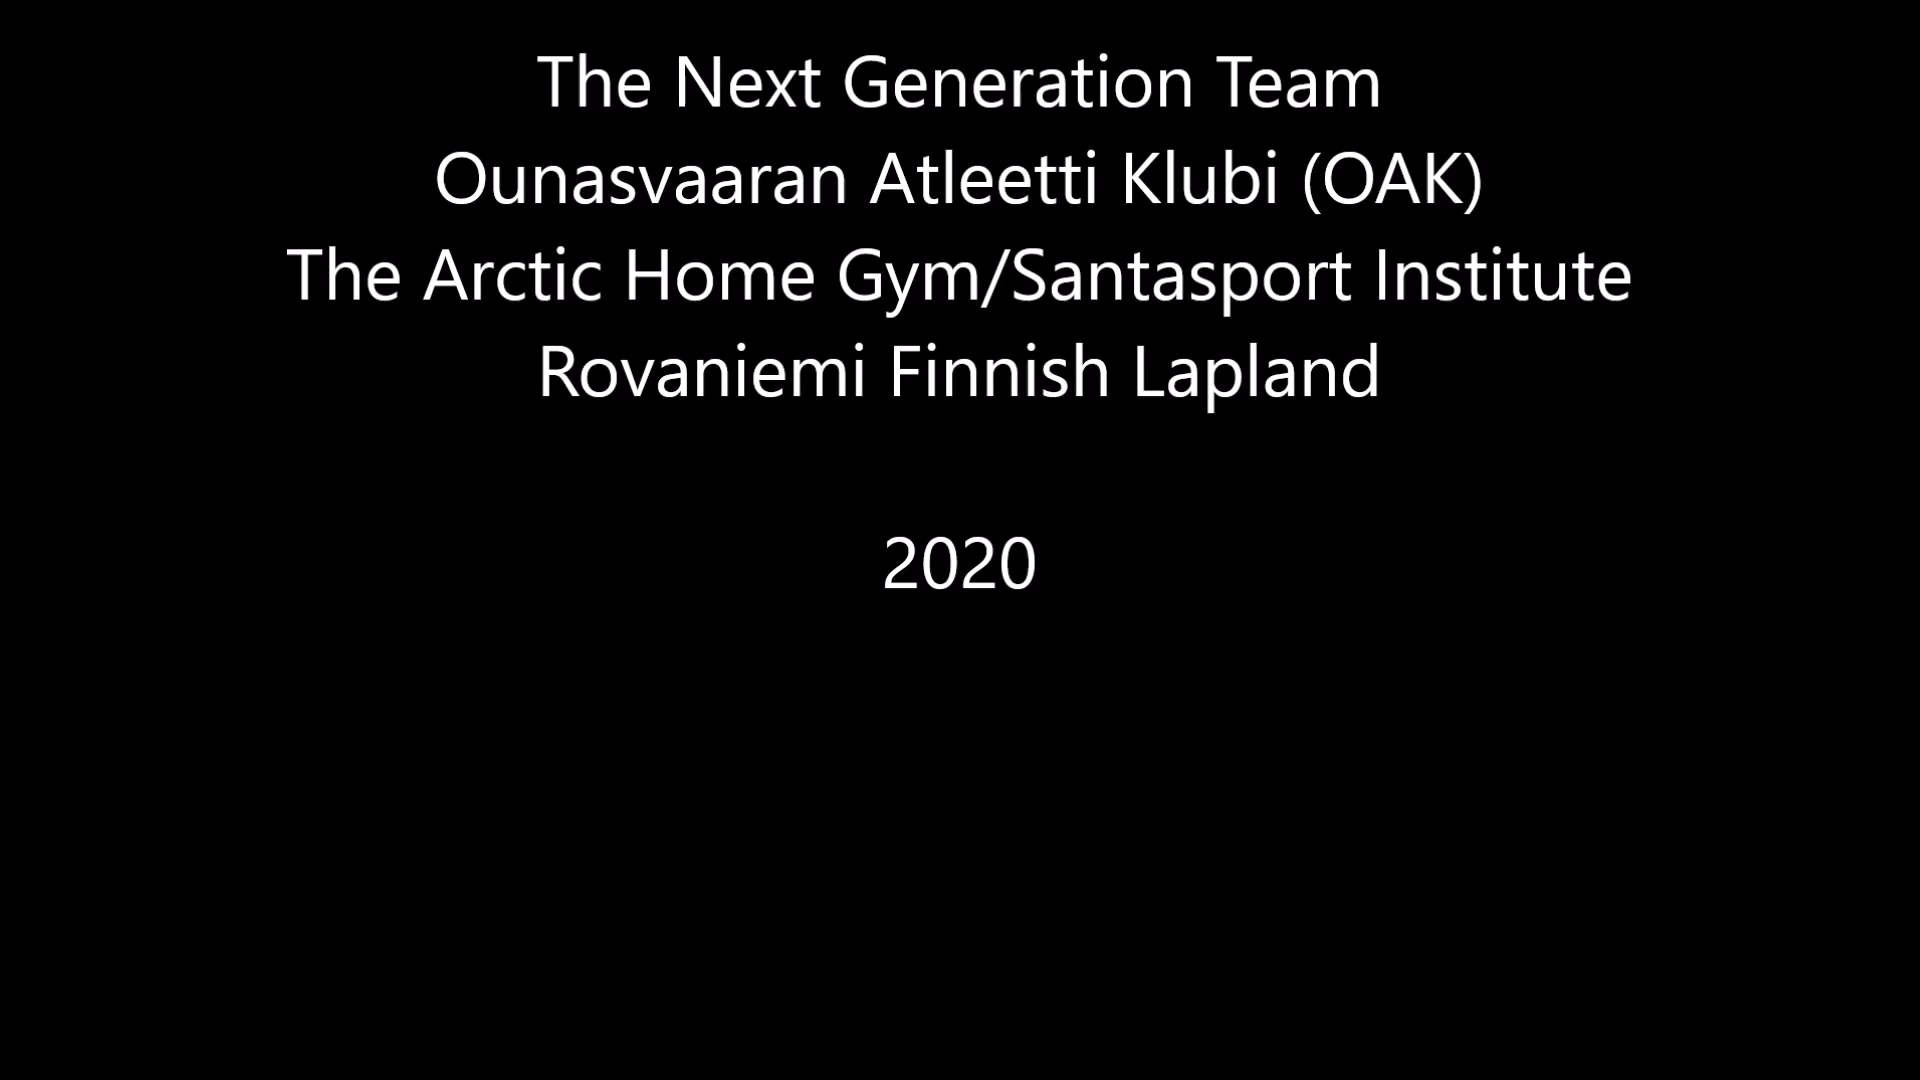 The Next Generation Team
Ounasvaaran Atleetti Klubi (OAK)
The Arctic Home Gym/Santasport Institute
Rovaniemi Finnish Lapland
2020